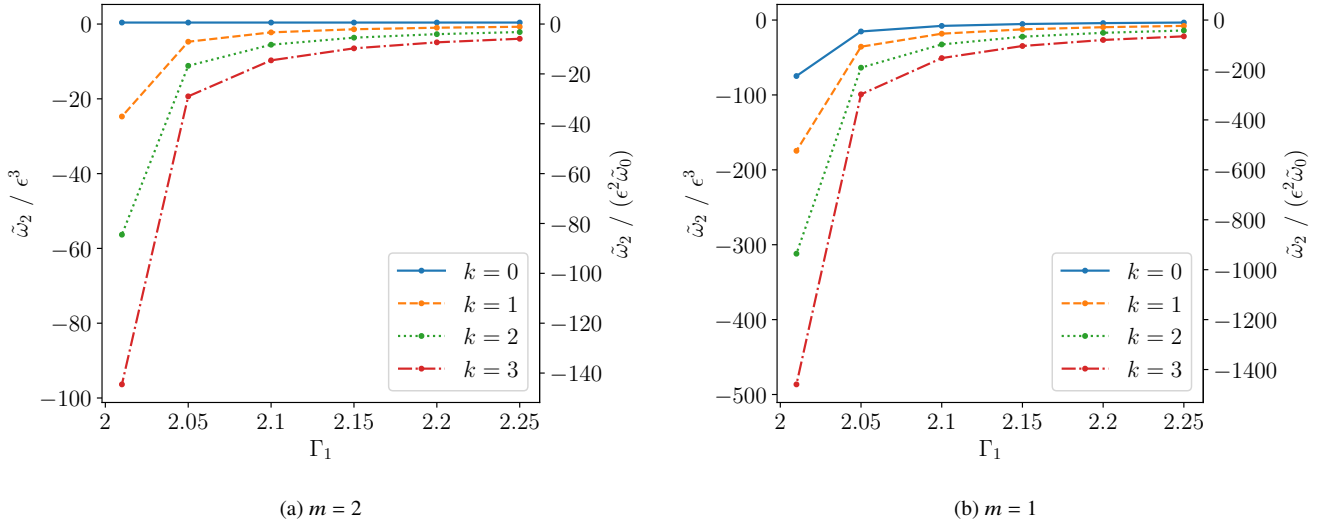 0
−20
−40
−60
−80
−100
ω̃₂ / ϵ³
0
−20
−40
−60
−80
−100
−120
−140
ω̃₂ / (ϵ²ω̃₀)
k = 0
k = 1
k = 2
k = 3
2 2.05 2.1 2.15 2.2 2.25
Γ₁
(a) m = 2
−0
−100
−200
−300
−400
−500
ω̃₂ / ϵ³
0
−200
−400
−600
−800
−1000
−1200
−1400
ω̃₂ / (ϵ²ω̃₀)
k = 0
k = 1
k = 2
k = 3
2 2.05 2.1 2.15 2.2 2.25
Γ₁
(b) m = 1